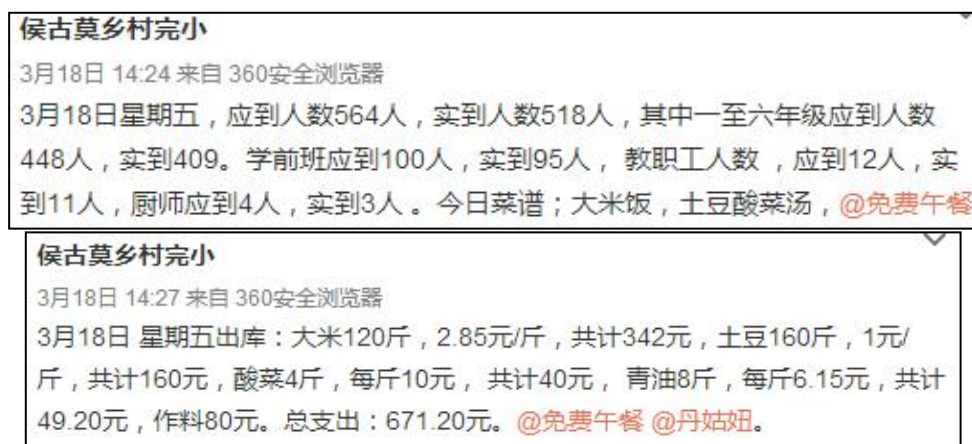 侯古莫乡村完小
3月18日 14:24 来自 360安全浏览器
3月18日星期五，应到人数564人，实到人数518人，其中一至六年级应到人数
448人，实到409。学前班应到100人，实到95人， 教职工人数 ，应到12人，实
到11人，厨师应到4人，实到3人 。今日菜谱；大米饭，土豆酸菜汤，@免费午餐
侯古莫乡村完小
3月18日 14:27 来自 360安全浏览器
3月18日 星期五出库：大米120斤，2.85元/斤，共计342元，土豆160斤，1元/
斤，共计160元，酸菜4斤，每斤10元， 共计40元， 青油8斤，每斤6.15元，共计
49.20元，作料80元。总支出：671.20元。@免费午餐 @丹姑妞。